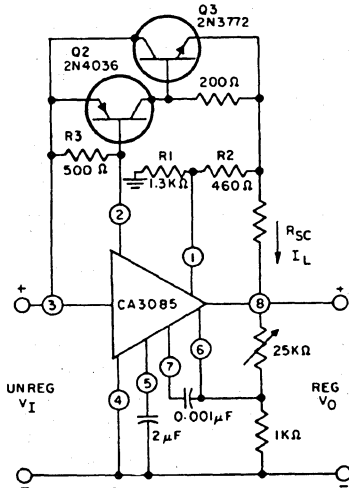 Q3
2N3772
Q2
2N4036
200Ω
R3
500Ω
R1
1.3KΩ
R2
460Ω
RSC
IL
2
1
+
3
CA3085
8
+
7
6
25KΩ
UNREG
VI
5
4
0.001μF
REG
VO
2μF
1KΩ
−
−